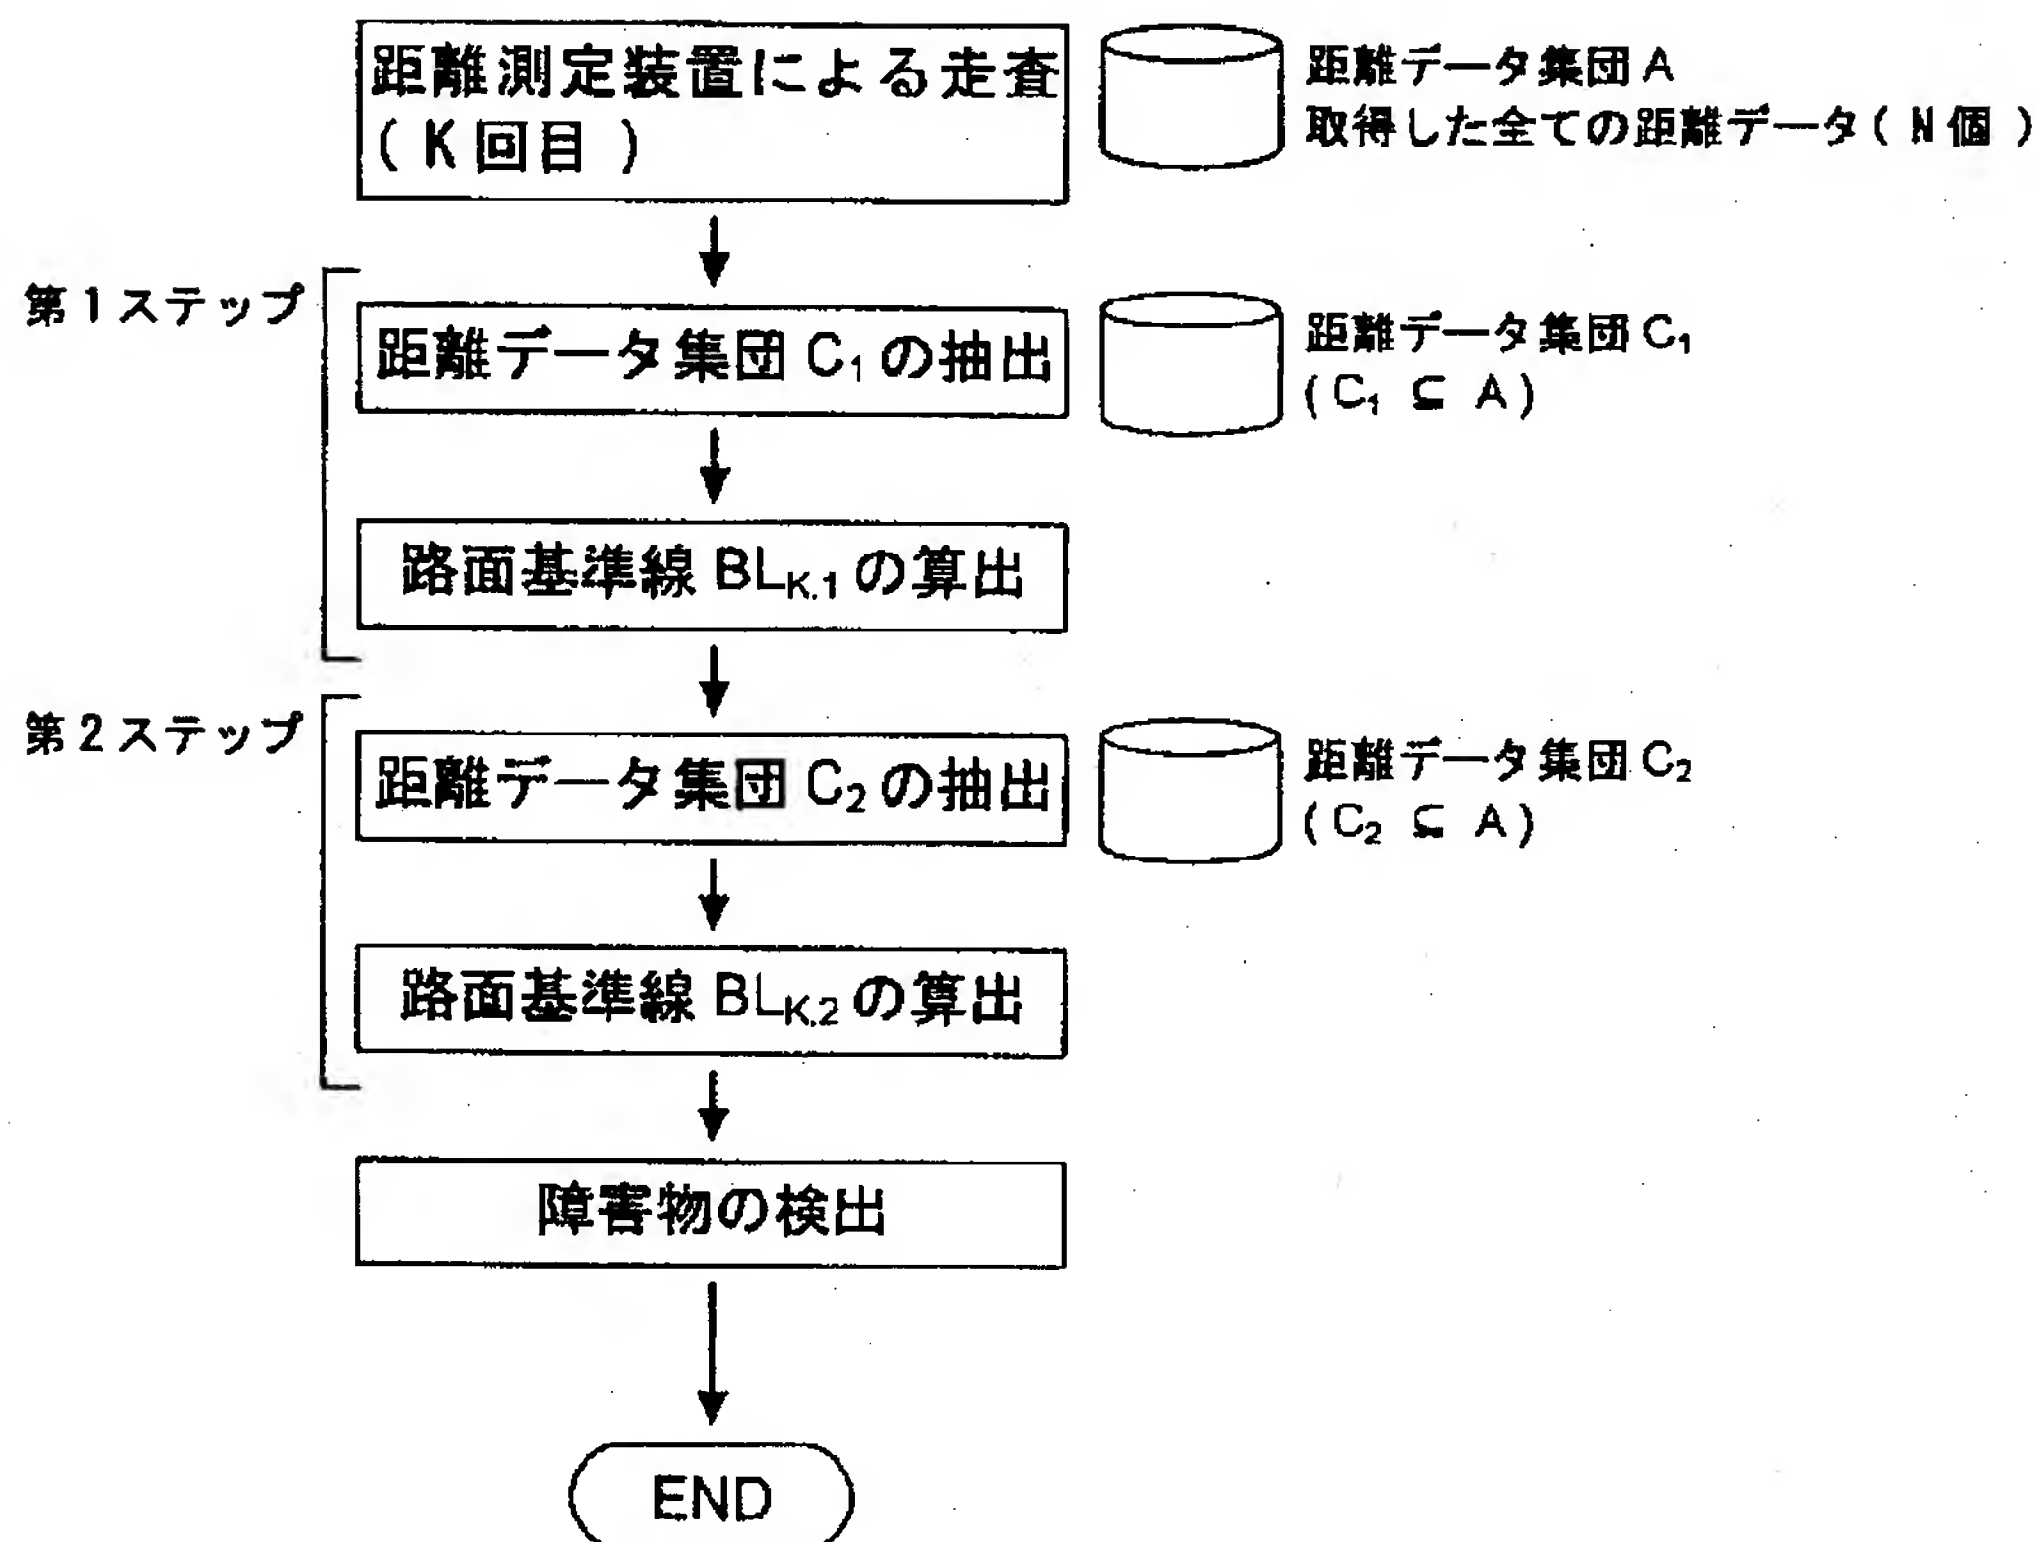 距離測定装置による走査
(K回目)
距離データ集団A
取得した全ての距離データ(N個)
第1ステップ
距離データ集団C₁の抽出
距離データ集団C₁
(C₁ ⊆ A)
路面基準線BL_K.1の算出
第2ステップ
距離データ集団C₂の抽出
距離データ集団C₂
(C₂ ⊆ A)
路面基準線BL_K.2の算出
障害物の検出
END